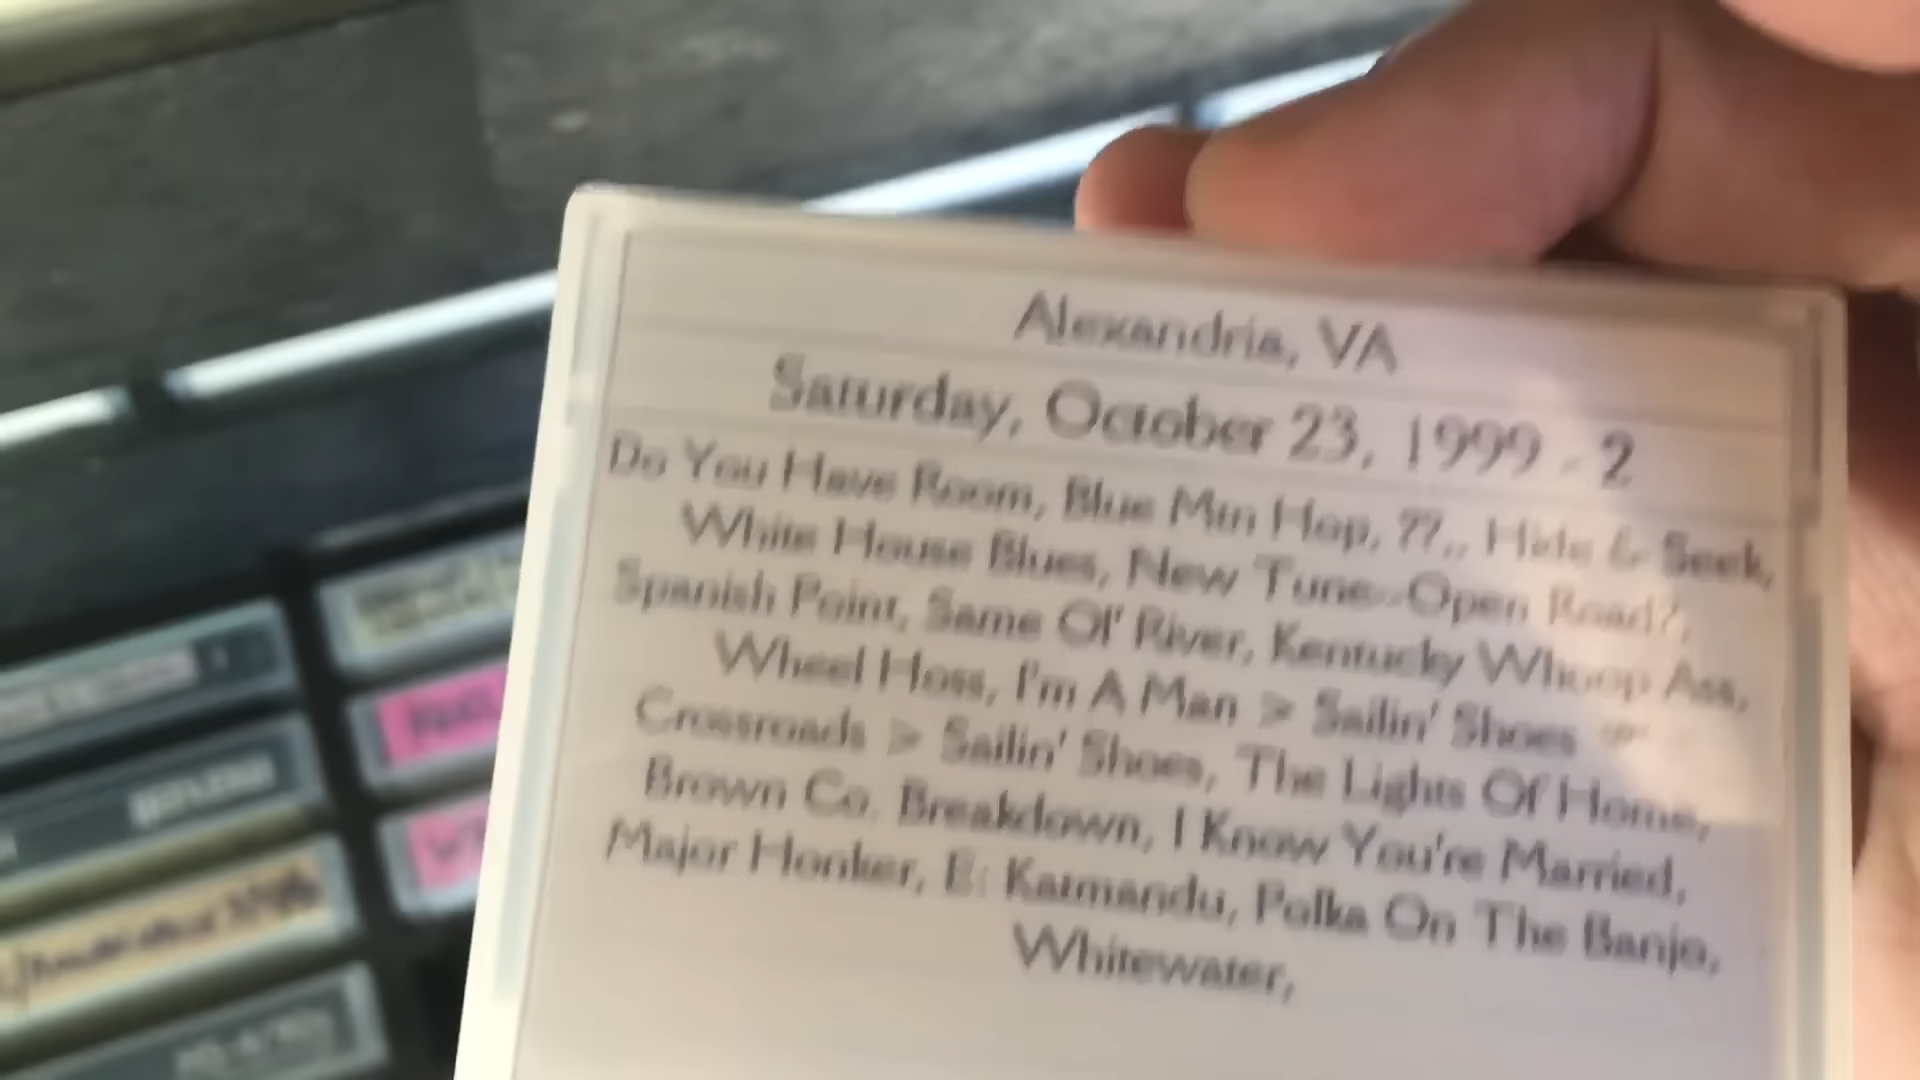 Alexandria, VA
Saturday, October 23, 1999 - 2
Do You Have Room, Blue Mtn Hop, ??,, Hide & Seek,
White House Blues, New Tune--Open Road?,
Spanish Point, Same Ol' River, Kentucky Whoop Ass,
Wheel Hoss, I'm A Man > Sailin' Shoes >
Crossroads > Sailin' Shoes, The Lights Of Home,
Brown Co. Breakdown, I Know You're Married,
Major Honker, E: Katmandu, Polka On The Banjo,
Whitewater,